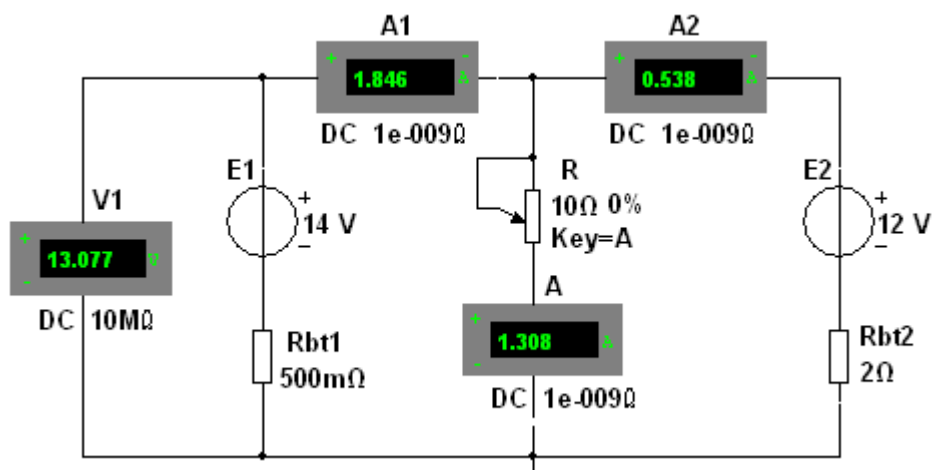 A1
A2
+ 1.846 - A
+ 0.538 - A
DC 1e-009Ω
DC 1e-009Ω
E1
+
14 V
-
R
10Ω 0%
Key=A
E2
+
12 V
-
V1
+
13.077 V
-
DC 10MΩ
A
+
1.308 A
-
DC 1e-009Ω
Rbt1
500mΩ
Rbt2
2Ω